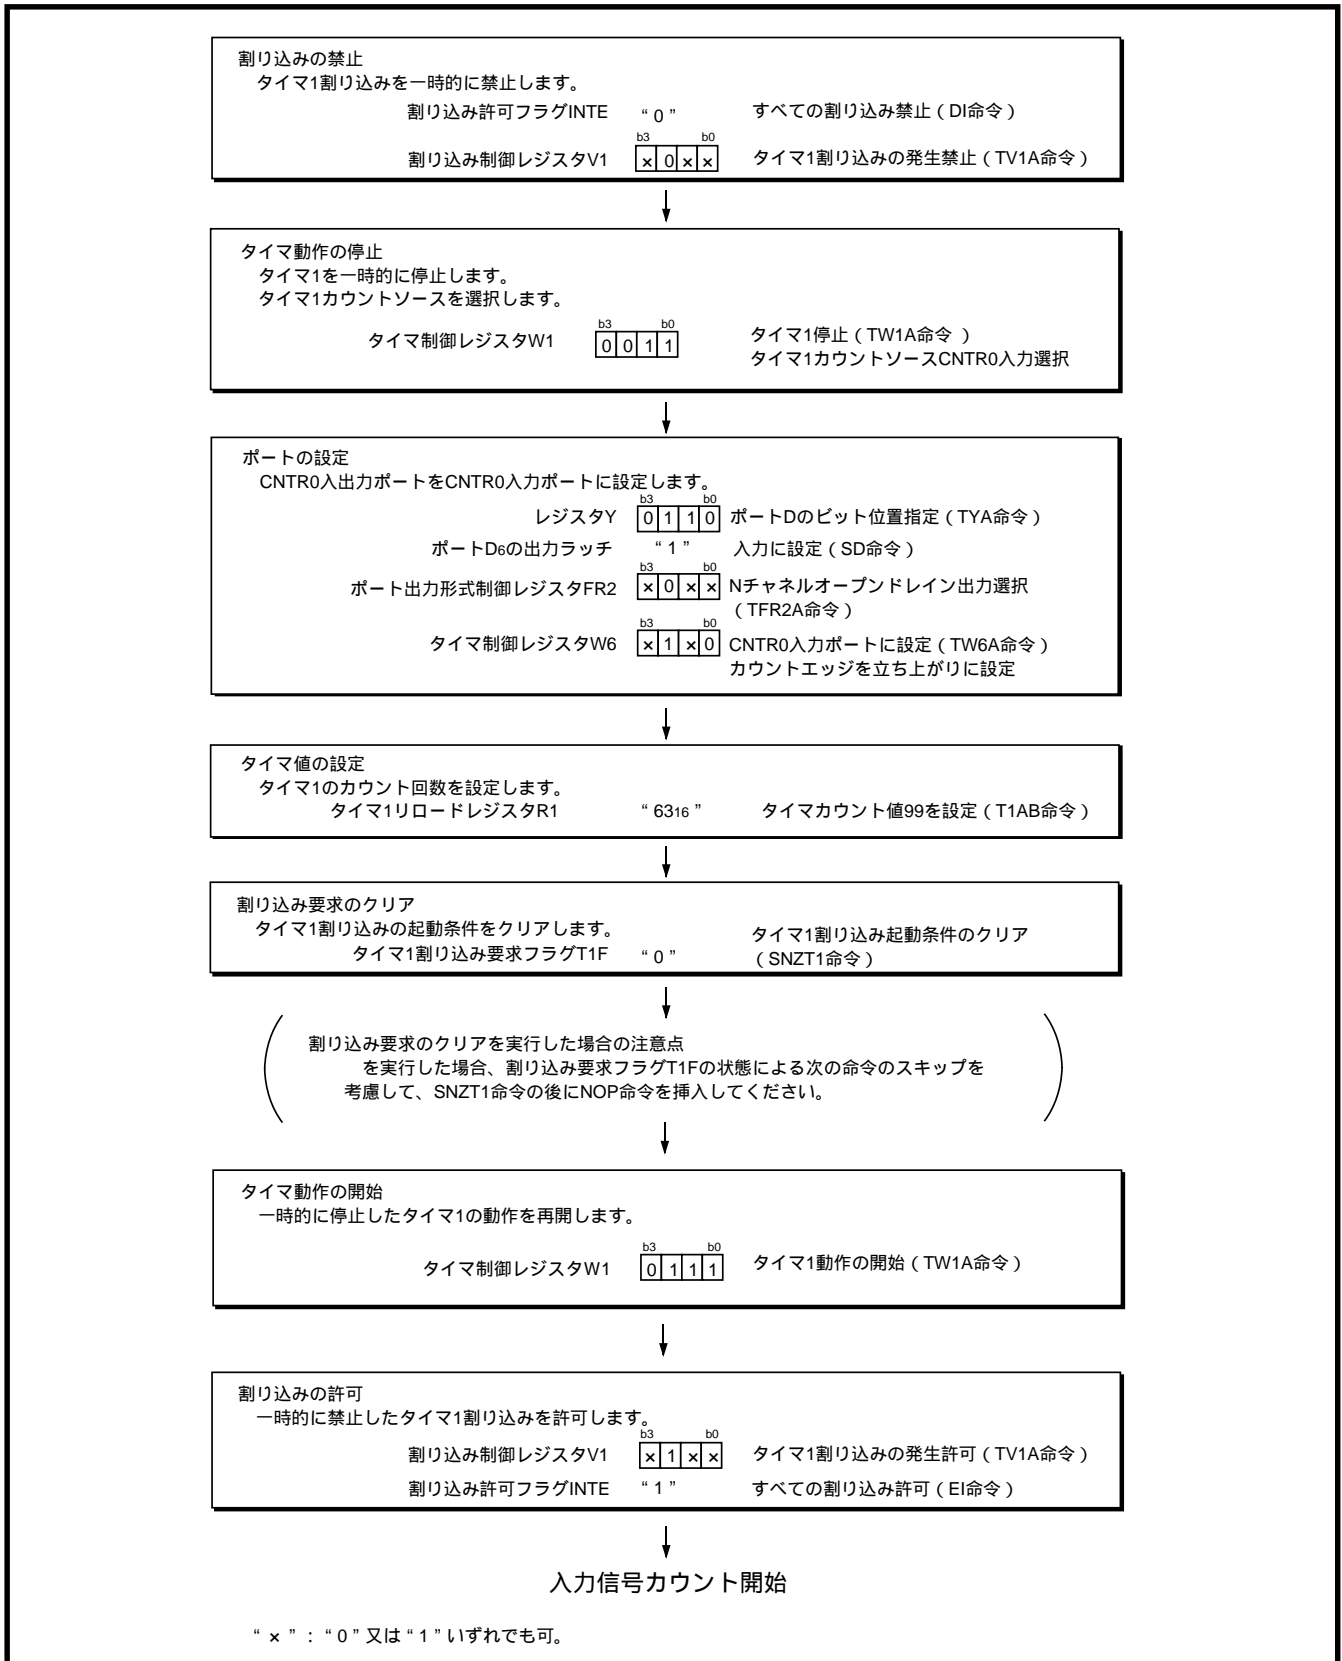 割り込みの禁止
タイマ1割り込みを一時的に禁止します。
割り込み許可フラグINTE “ 0 ” すべての割り込み禁止 ( DI命令 )
b3 b0
割り込み制御レジスタV1 × 0 × × タイマ1割り込みの発生禁止 ( TV1A命令 )
タイマ動作の停止
タイマ1を一時的に停止します。
タイマ1カウントソースを選択します。
b3 b0
タイマ制御レジスタW1 0 0 1 1 タイマ1停止 ( TW1A命令 )
タイマ1カウントソースCNTR0入力選択
ポートの設定
CNTR0入出力ポートをCNTR0入力ポートに設定します。
b3 b0
レジスタY 0 1 1 0 ポートDのビット位置指定 ( TYA命令 )
ポートD6の出力ラッチ “ 1 ” 入力に設定 ( SD命令 )
b3 b0
ポート出力形式制御レジスタFR2 × 0 × × Nチャネルオープンドレイン出力選択
( TFR2A命令 )
b3 b0
タイマ制御レジスタW6 × 1 × 0 CNTR0入力ポートに設定 ( TW6A命令 )
カウントエッジを立ち上がりに設定
タイマ値の設定
タイマ1のカウント回数を設定します。
タイマ1リロードレジスタR1 “ 6316 ” タイマカウント値99を設定 ( T1AB命令 )
割り込み要求のクリア
タイマ1割り込みの起動条件をクリアします。
タイマ1割り込み要求フラグT1F “ 0 ” タイマ1割り込み起動条件のクリア
( SNZT1命令 )
割り込み要求のクリアを実行した場合の注意点
を実行した場合、割り込み要求フラグT1Fの状態による次の命令のスキップを
考慮して、SNZT1命令の後にNOP命令を挿入してください。
タイマ動作の開始
一時的に停止したタイマ1の動作を再開します。
b3 b0
タイマ制御レジスタW1 0 1 1 1 タイマ1動作の開始 ( TW1A命令 )
割り込みの許可
一時的に禁止したタイマ1割り込みを許可します。
b3 b0
割り込み制御レジスタV1 × 1 × × タイマ1割り込みの発生許可 ( TV1A命令 )
割り込み許可フラグINTE “ 1 ” すべての割り込み許可 ( EI命令 )
入力信号カウント開始
“ × ” : “ 0 ” 又は “ 1 ” いずれでも可。